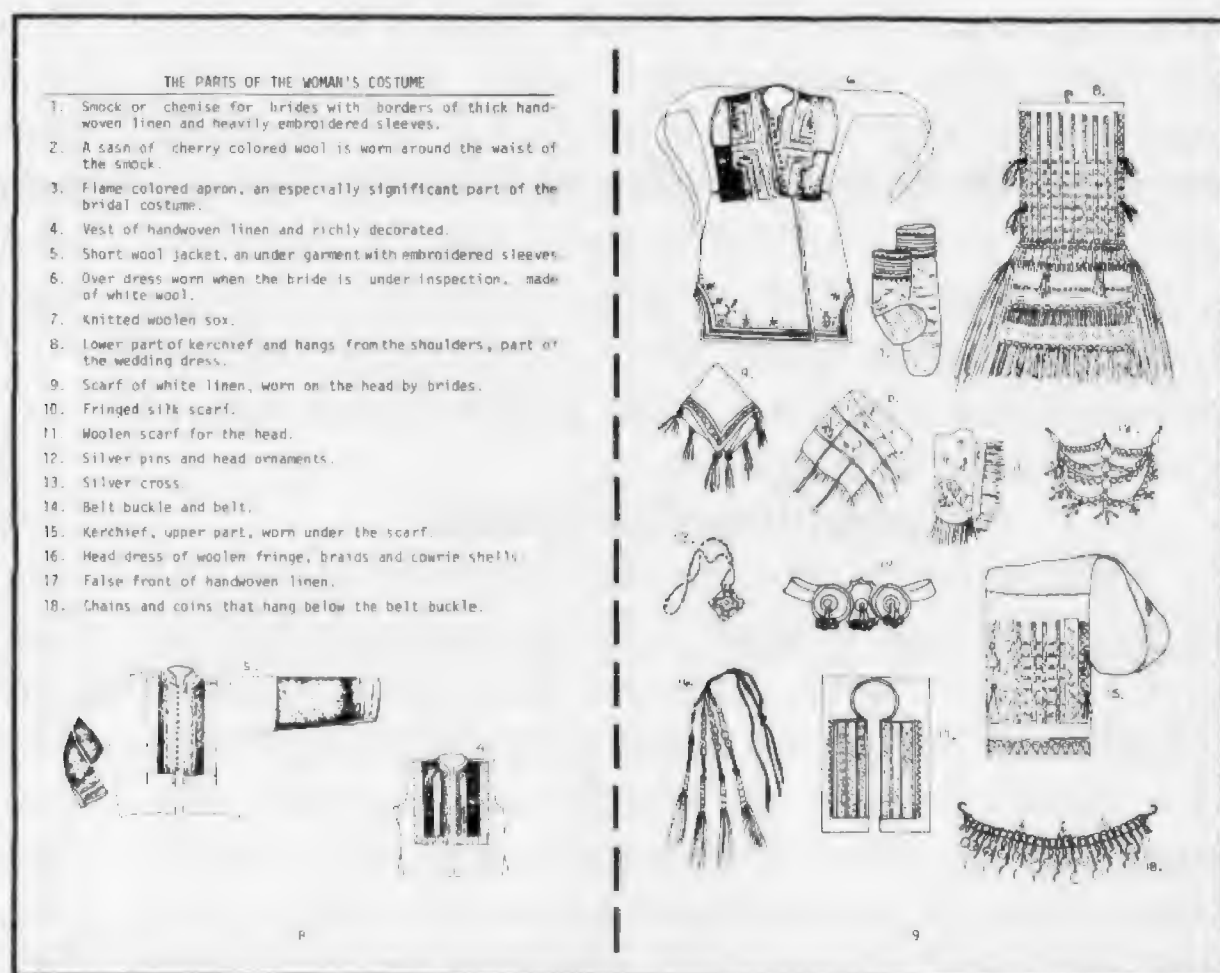 THE PARTS OF THE WOMAN'S COSTUME
1. Smock or chemise for brides with borders of thick hand-
woven linen and heavily embroidered sleeves.
2. A sasn of cherry colored wool is worn around the waist of
the smock.
3. Flame colored apron, an especially significant part of the
bridal costume.
4. Vest of handwoven linen and richly decorated.
5. Short wool jacket, an under garment with embroidered sleeves
6. Over dress worn when the bride is under inspection, made
of white wool.
7. Knitted woolen sox.
8. Lower part of kerchief and hangs from the shoulders, part of
the wedding dress.
9. Scarf of white linen, worn on the head by brides.
10. Fringed silk scarf.
11 Woolen scarf for the head.
12. Silver pins and head ornaments.
13. Silver cross
14. Belt buckle and belt.
15. Kerchief, upper part, worn under the scarf.
16. Head dress of woolen fringe, braids and cowrie shells.
17 False front of handwoven linen.
18. Chains and coins that hang below the belt buckle.
5.
4.
8
6.
8.
7.
9.
15.
17.
18.
9